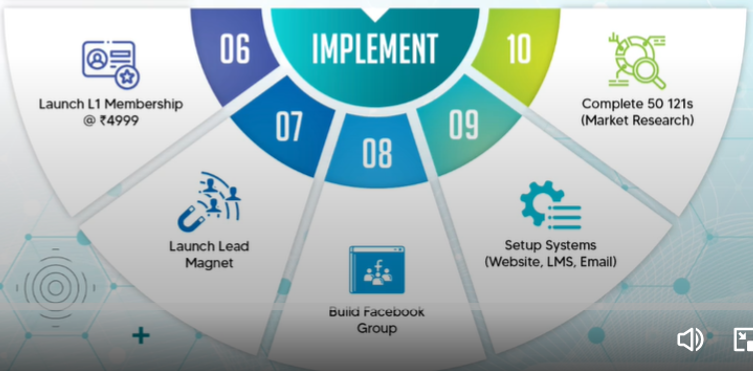 06
IMPLEMENT
10
Launch L1 Membership
@ ₹4999
07
08
09
Complete 50 121s
(Market Research)
Launch Lead
Magnet
Setup Systems
(Website, LMS, Email)
f
Build Facebook
Group